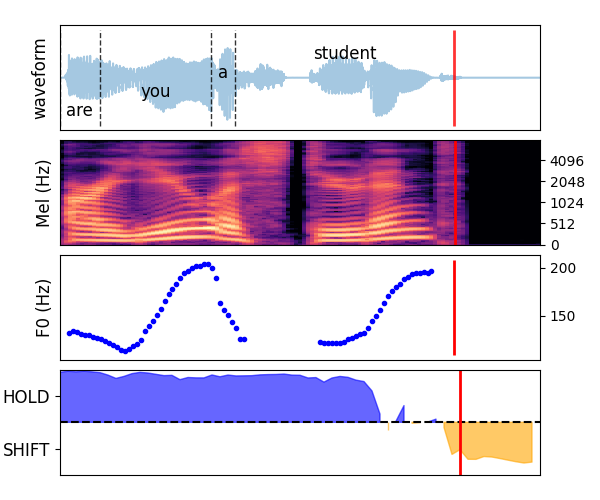 waveform
are
you
a
student
Mel (Hz)
4096
2048
1024
512
0
F0 (Hz)
200
150
HOLD
SHIFT